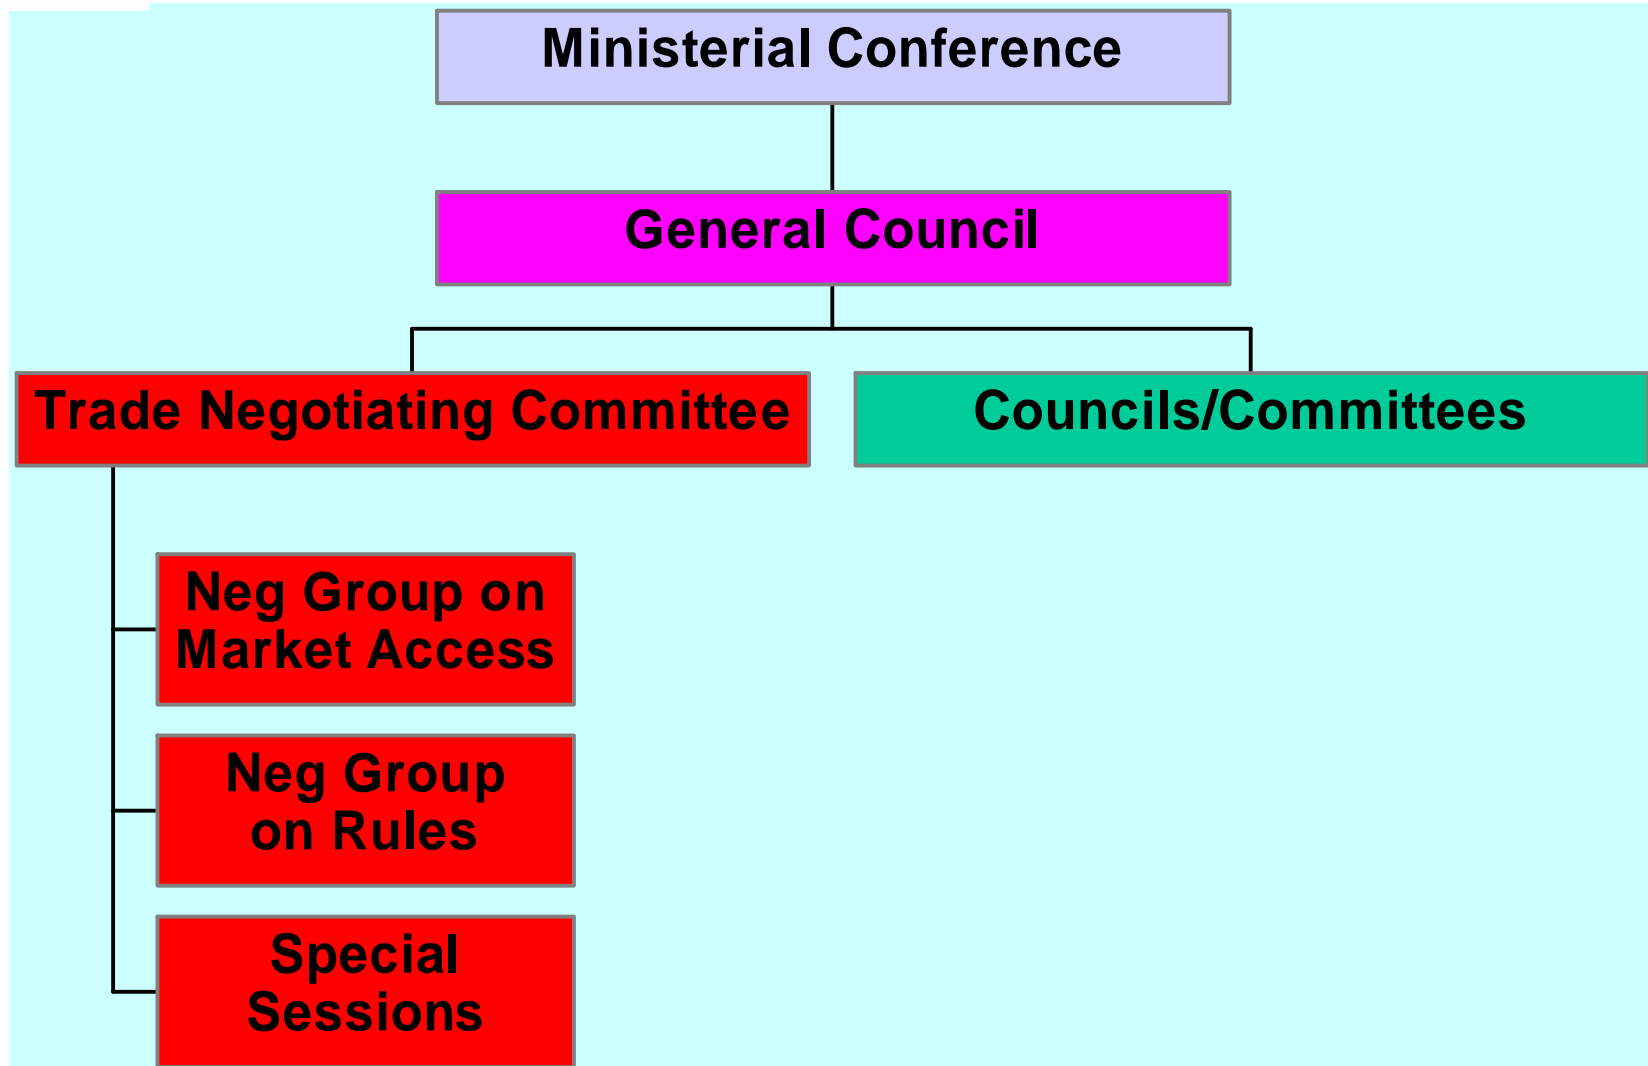 Ministerial Conference
General Council
Trade Negotiating Committee
Councils/Committees
Neg Group on
Market Access
Neg Group
on Rules
Special
Sessions